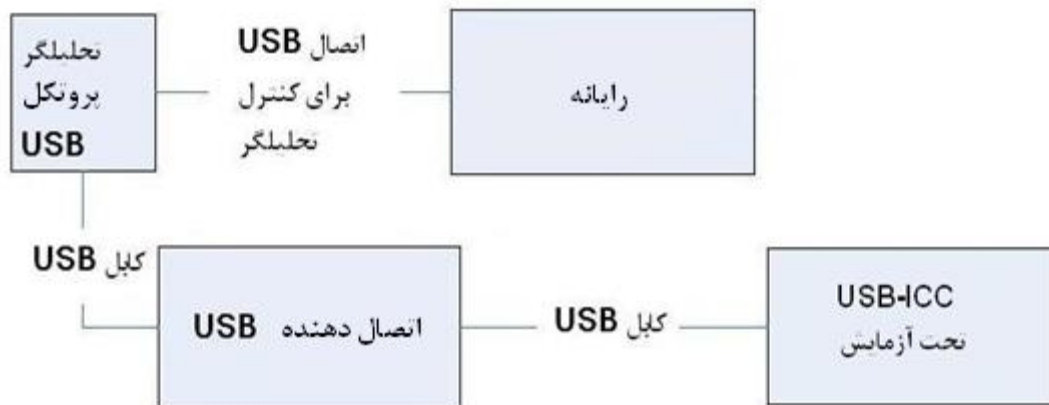 تحلیلگر
پروتکل
USB
اتصال USB
برای کنترل
تحلیلگر
رایانه
کابل USB
اتصال دهنده USB
کابل USB
USB-ICC
تحت آزمایش